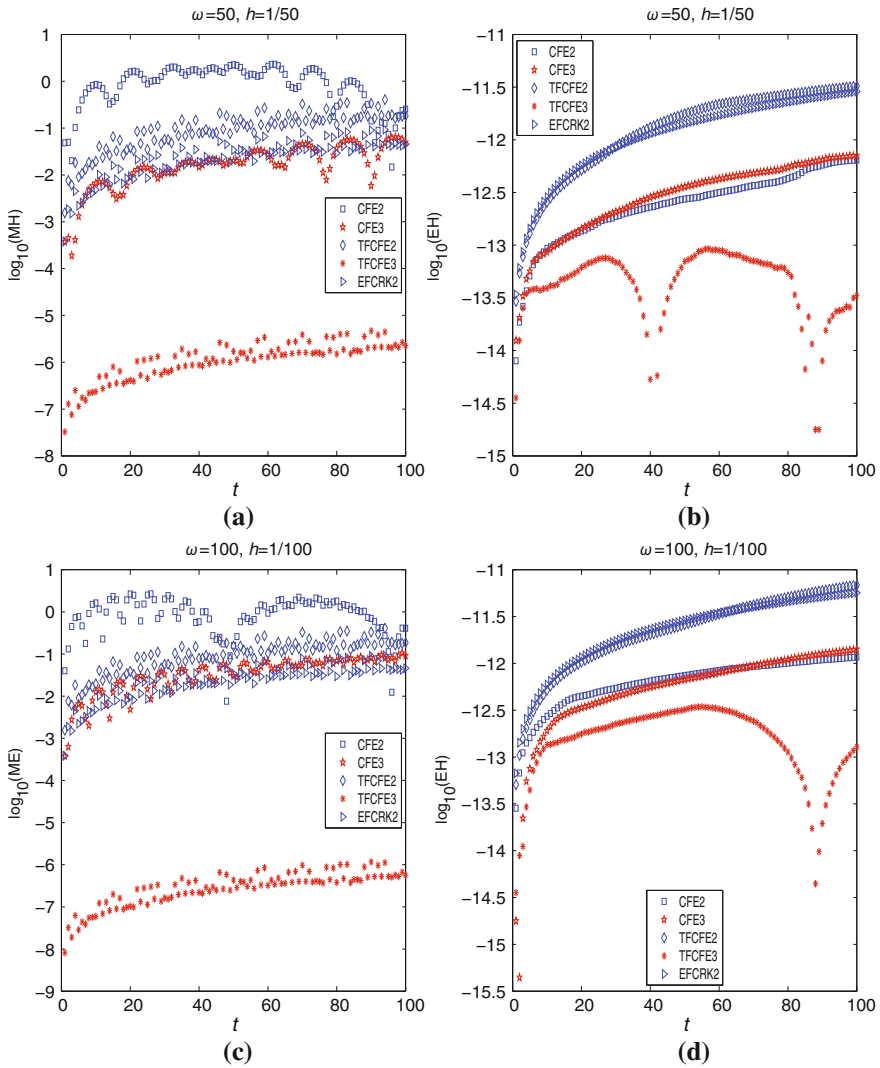 ω=50, h=1/50
log10(MH)
1
0
−1
−2
−3
−4
−5
−6
−7
−8
CFE2
CFE3
TFCFE2
TFCFE3
EFCRK2
0 20 40 60 80 100
t
(a)
ω=50, h=1/50
log10(EH)
−11
−11.5
−12
−12.5
−13
−13.5
−14
−14.5
−15
CFE2
CFE3
TFCFE2
TFCFE3
EFCRK2
0 20 40 60 80 100
t
(b)
ω=100, h=1/100
log10(ME)
1
0
−1
−2
−3
−4
−5
−6
−7
−8
−9
CFE2
CFE3
TFCFE2
TFCFE3
EFCRK2
0 20 40 60 80 100
t
(c)
ω=100, h=1/100
log10(EH)
−11
−11.5
−12
−12.5
−13
−13.5
−14
−14.5
−15
−15.5
CFE2
CFE3
TFCFE2
TFCFE3
EFCRK2
0 20 40 60 80 100
t
(d)